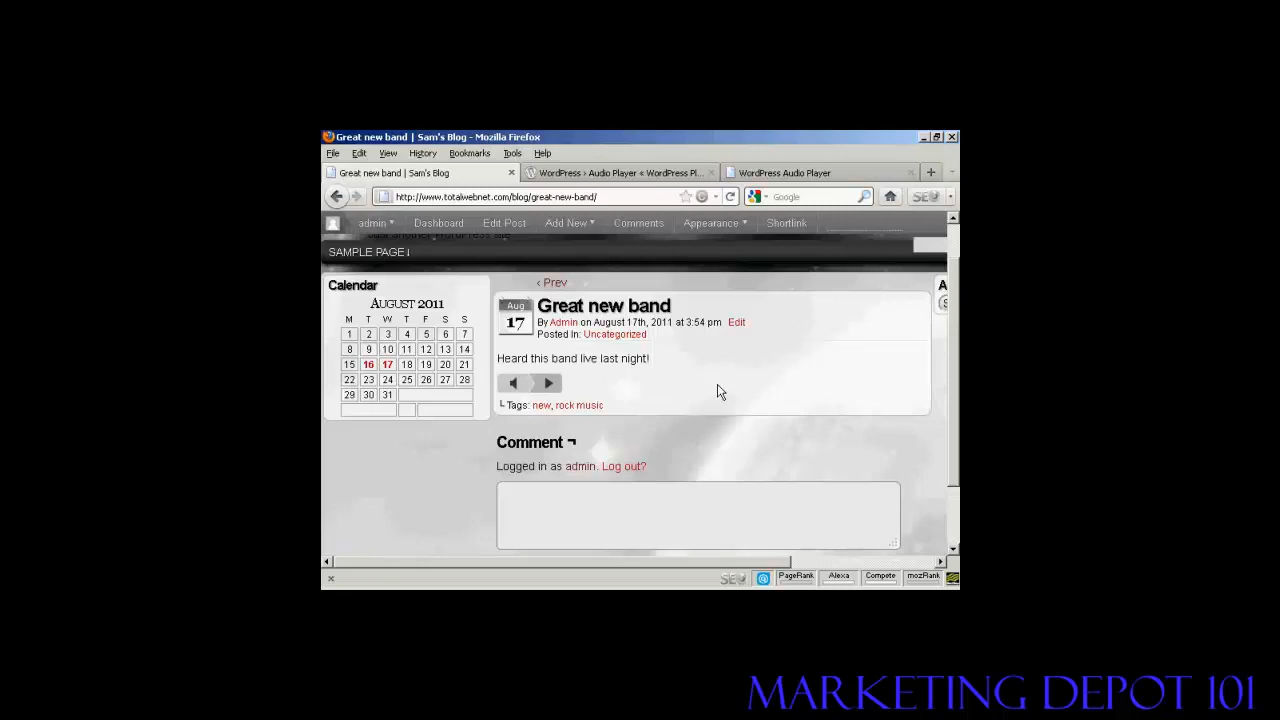 Great new band | Sam's Blog - Mozilla Firefox
File Edit View History Bookmarks Tools Help
Great new band | Sam's Blog
WordPress › Audio Player « WordPress Pl...
WordPress Audio Player
http://www.totalwebnet.com/blog/great-new-band/
Google
SEO
admin Dashboard Edit Post Add New Comments Appearance Shortlink
SAMPLE PAGE↓
Calendar
August 2011
M T W T F S S
1 2 3 4 5 6 7
8 9 10 11 12 13 14
15 16 17 18 19 20 21
22 23 24 25 26 27 28
29 30 31
‹ Prev
Aug
17
Great new band
By Admin on August 17th, 2011 at 3:54 pm Edit
Posted In: Uncategorized
Heard this band live last night!
└ Tags: new, rock music
A
S
Comment ¬
Logged in as admin. Log out?
SEO
PageRank Alexa Compete mozRank
MARKETING DEPOT 101